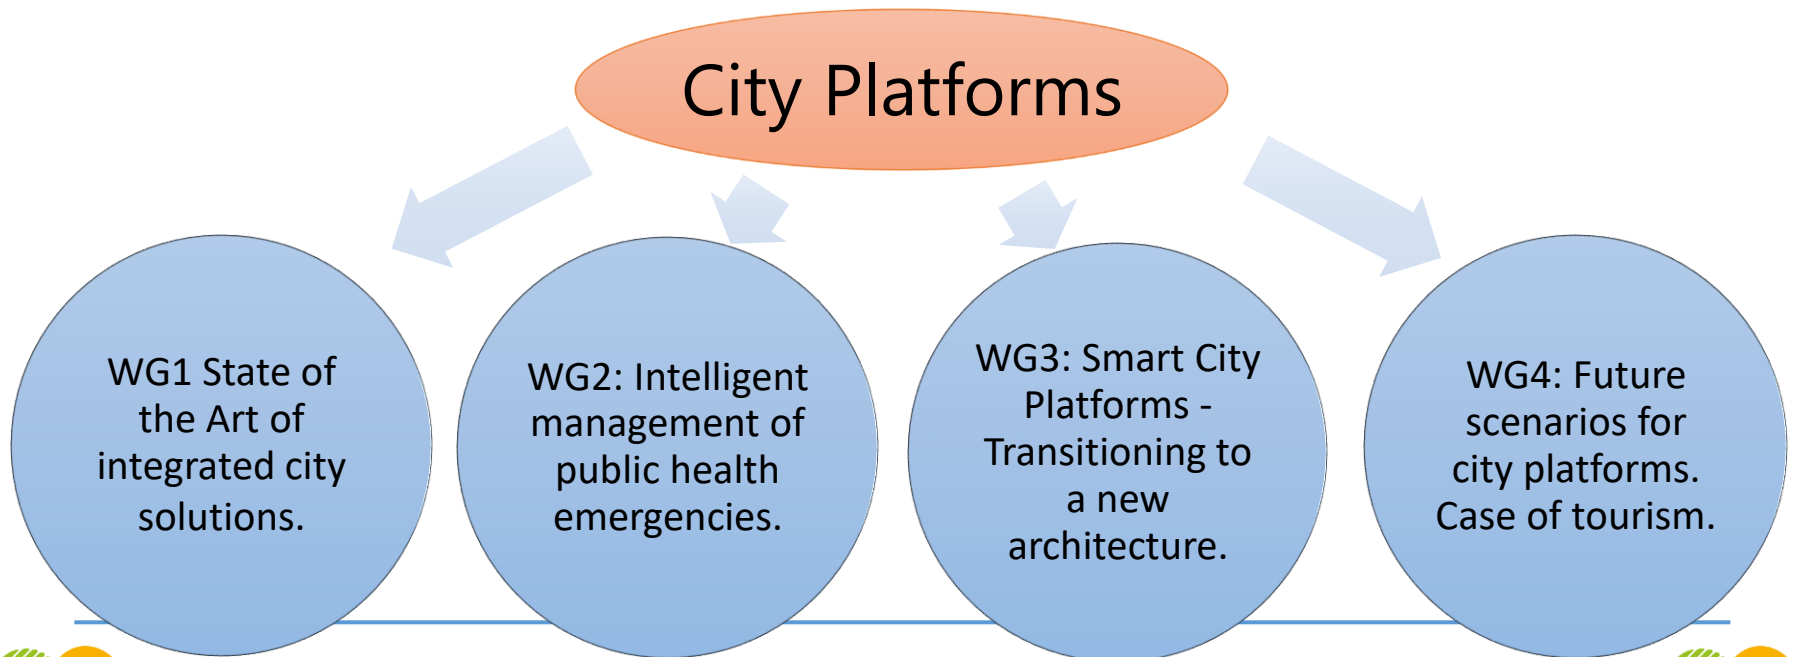 City Platforms
WG1 State of
the Art of
integrated city
solutions.
WG2: Intelligent
management of
public health
emergencies.
WG3: Smart City
Platforms -
Transitioning to
a new
architecture.
WG4: Future
scenarios for
city platforms.
Case of tourism.